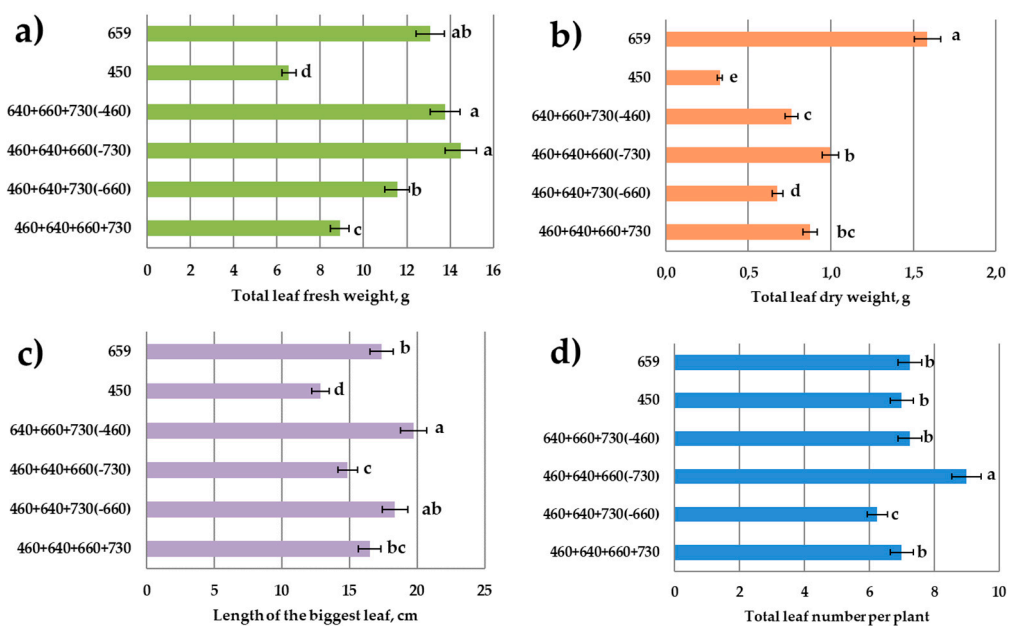 a)
659
ab
450
d
640+660+730(-460)
a
460+640+660(-730)
a
460+640+730(-660)
b
460+640+660+730
c
0 2 4 6 8 10 12 14 16
Total leaf fresh weight, g
b)
659
a
450
e
640+660+730(-460)
c
460+640+660(-730)
b
460+640+730(-660)
d
460+640+660+730
bc
0,0 0,5 1,0 1,5 2,0
Total leaf dry weight, g
c)
659
b
450
d
640+660+730(-460)
a
460+640+660(-730)
c
460+640+730(-660)
ab
460+640+660+730
bc
0 5 10 15 20 25
Length of the biggest leaf, cm
d)
659
b
450
b
640+660+730(-460)
b
460+640+660(-730)
a
460+640+730(-660)
c
460+640+660+730
b
0 2 4 6 8 10
Total leaf number per plant